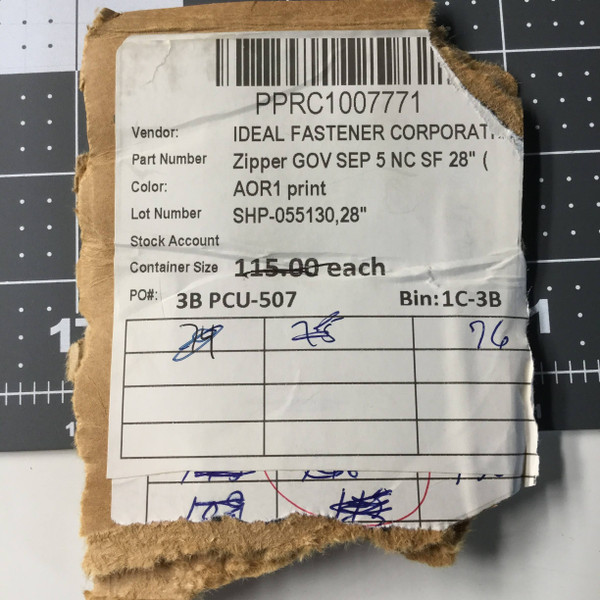 PPRC1007771
Vendor: IDEAL FASTENER CORPORAT
Part Number Zipper GOV SEP 5 NC SF 28" (
Color: AOR1 print
Lot Number SHP-055130,28"
Stock Account
Container Size 115.00 each
PO#: 3B PCU-507 Bin:1C-3B
76